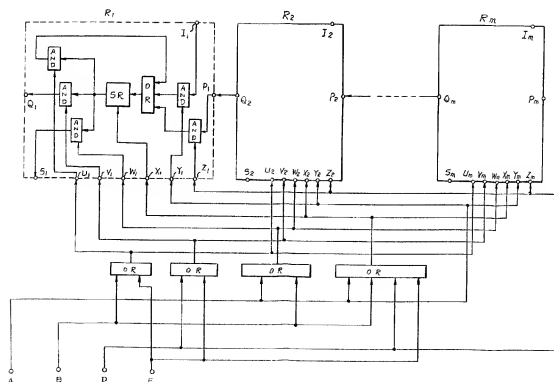 R1 R2 Rm
I1 I2 Im
AND
AND
AND
SR
OR
AND
AND
Q1 P1 Q2 P2 Qm Pm
S1 U1 V1 W1 X1 Y1 Z1
S2 U2 V2 W2 X2 Y2 Z2
Sm Um Vm Wm Xm Ym Zm
OR OR OR OR
A B D E